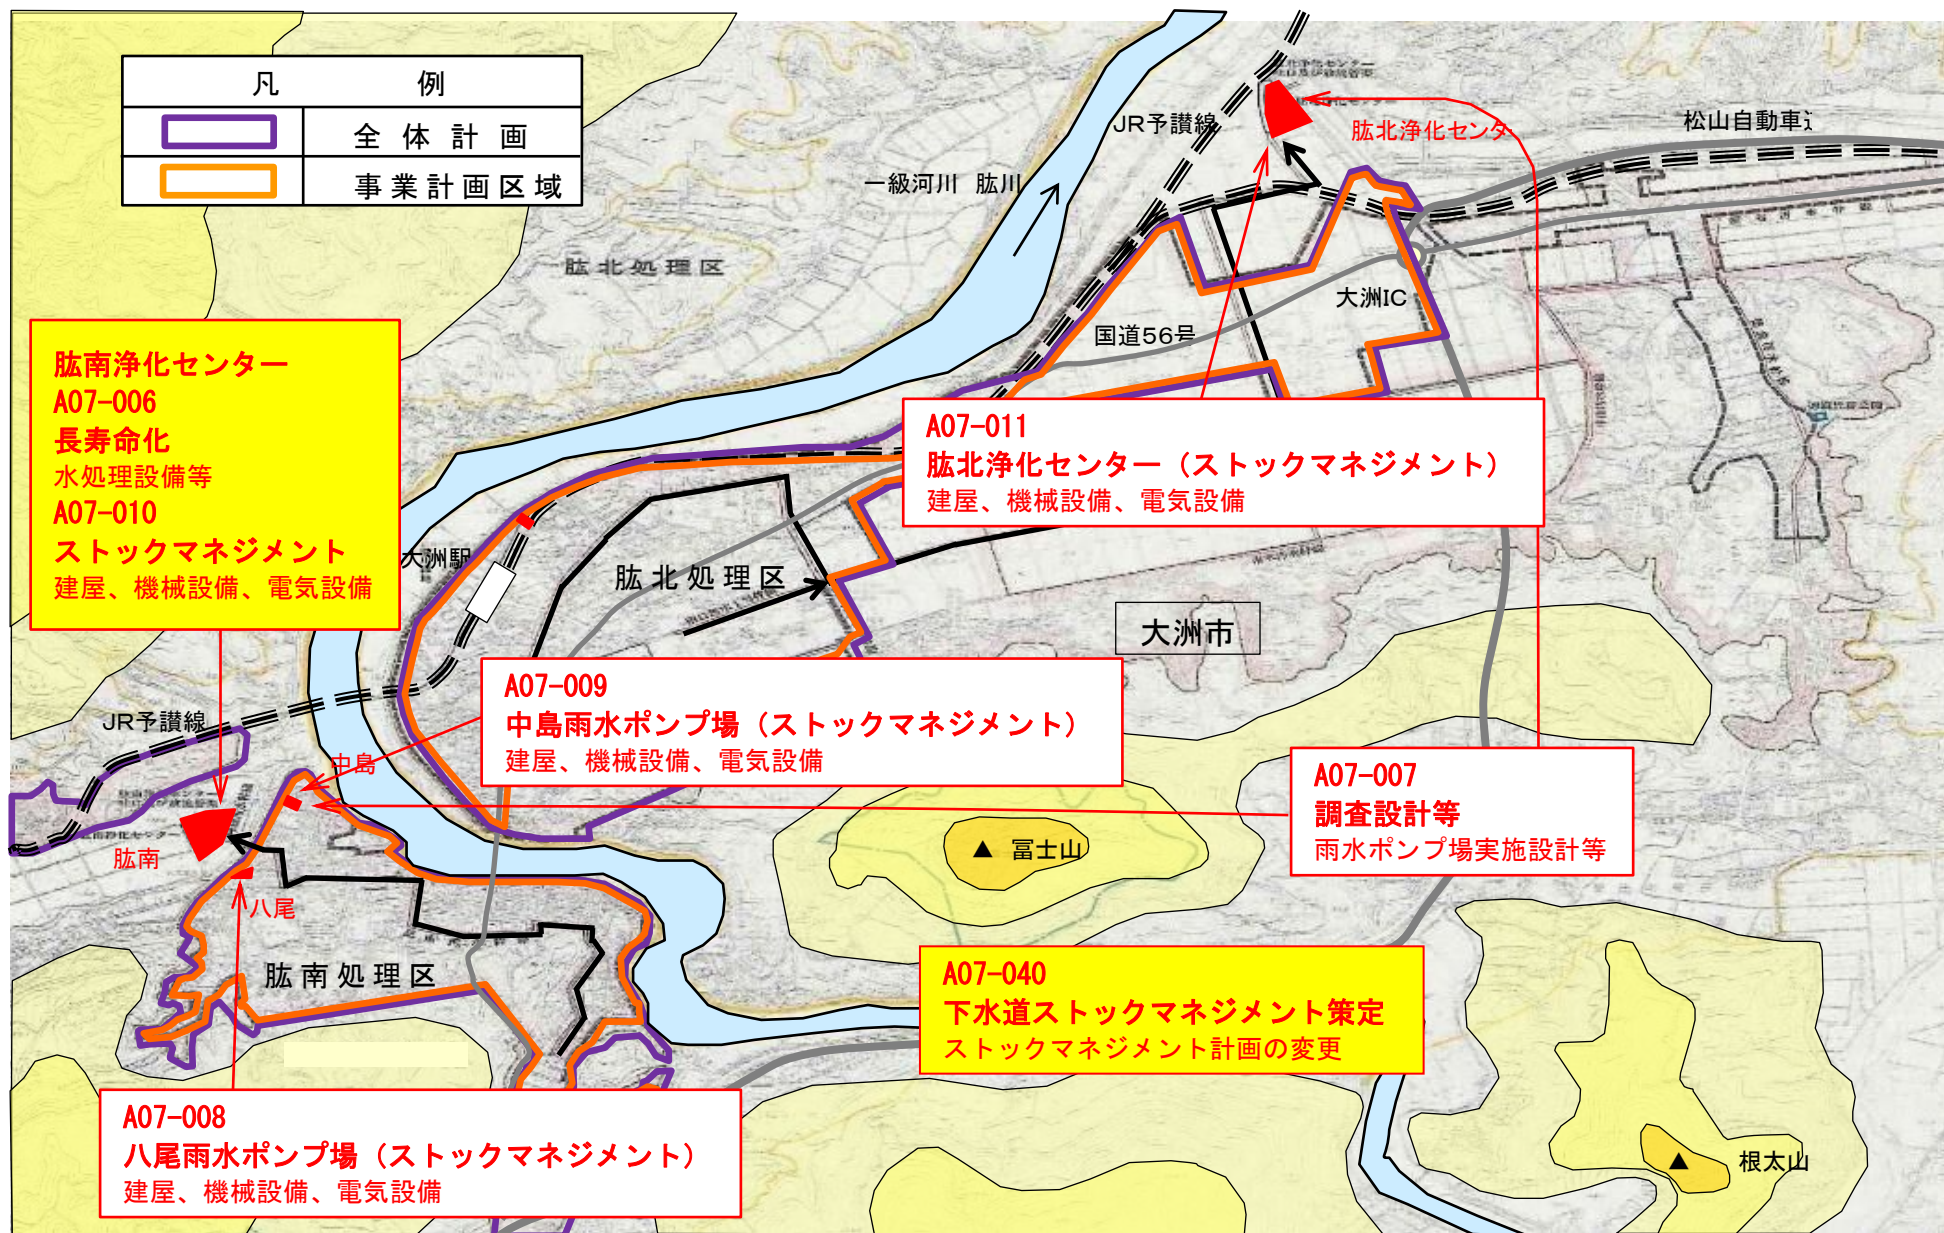 凡 例
全体計画
事業計画区域
JR予讃線
肱北浄化センタ
松山自動車道
一級河川 肱川
肱北処理区
大洲IC
国道56号
肱南浄化センター
A07-006
長寿命化
水処理設備等
A07-010
ストックマネジメント
建屋、機械設備、電気設備
A07-011
肱北浄化センター（ストックマネジメント）
建屋、機械設備、電気設備
大洲駅
肱北処理区
大洲市
A07-009
中島雨水ポンプ場（ストックマネジメント）
建屋、機械設備、電気設備
JR予讃線
中島
A07-007
調査設計等
雨水ポンプ場実施設計等
肱南
冨士山
八尾
肱南処理区
A07-040
下水道ストックマネジメント策定
ストックマネジメント計画の変更
A07-008
八尾雨水ポンプ場（ストックマネジメント）
建屋、機械設備、電気設備
根太山